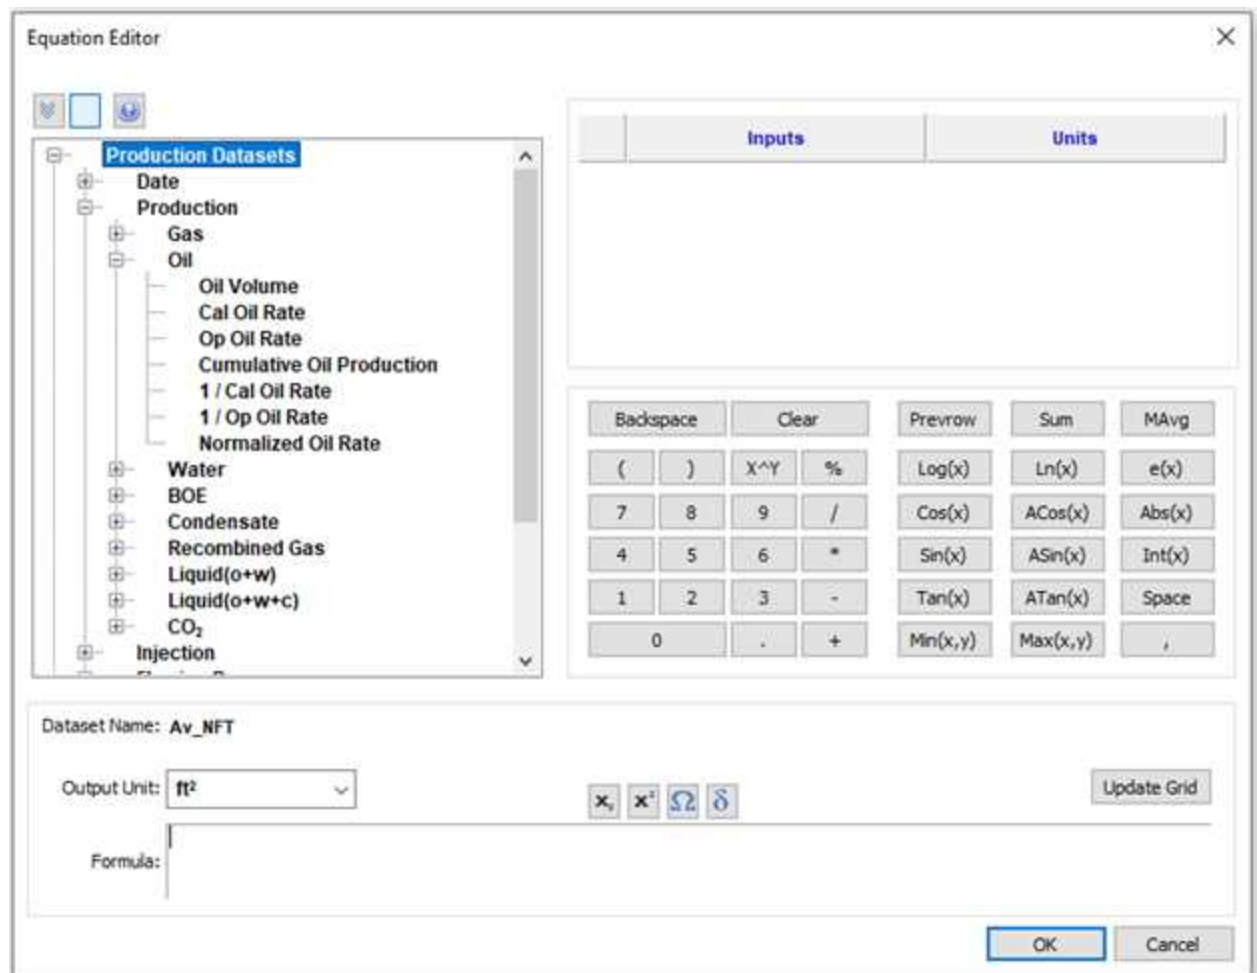 Equation Editor
Production Datasets
Date
Production
Gas
Oil
Oil Volume
Cal Oil Rate
Op Oil Rate
Cumulative Oil Production
1 / Cal Oil Rate
1 / Op Oil Rate
Normalized Oil Rate
Water
BOE
Condensate
Recombined Gas
Liquid(o+w)
Liquid(o+w+c)
CO₂
Injection
Inputs Units
Backspace Clear Prevrow Sum MAvg
( ) X^Y % Log(x) Ln(x) e(x)
7 8 9 / Cos(x) ACos(x) Abs(x)
4 5 6 * Sin(x) ASin(x) Int(x)
1 2 3 - Tan(x) ATan(x) Space
0 . + Min(x,y) Max(x,y) ,
Dataset Name: Av_NFT
Output Unit: ft²
Ω δ
Update Grid
Formula:
OK Cancel